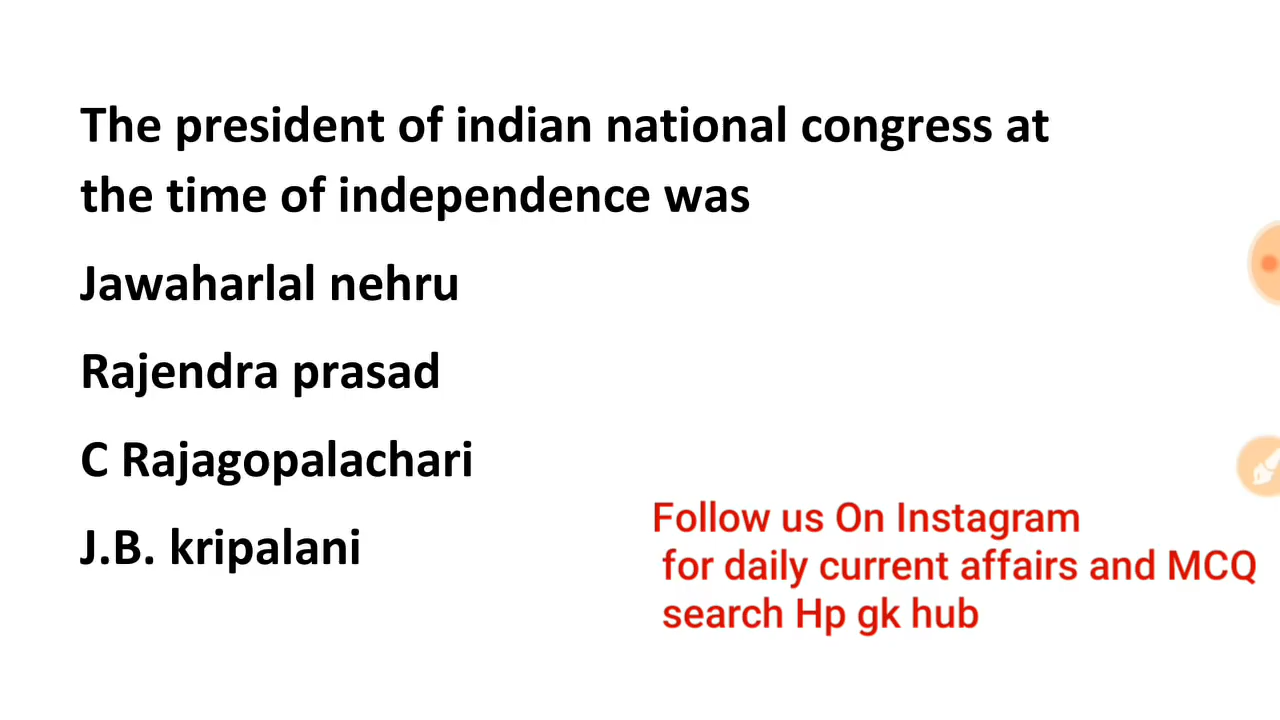 The president of indian national congress at
the time of independence was
Jawaharlal nehru
Rajendra prasad
C Rajagopalachari
J.B. kripalani
Follow us On Instagram
for daily current affairs and MCQ
search Hp gk hub